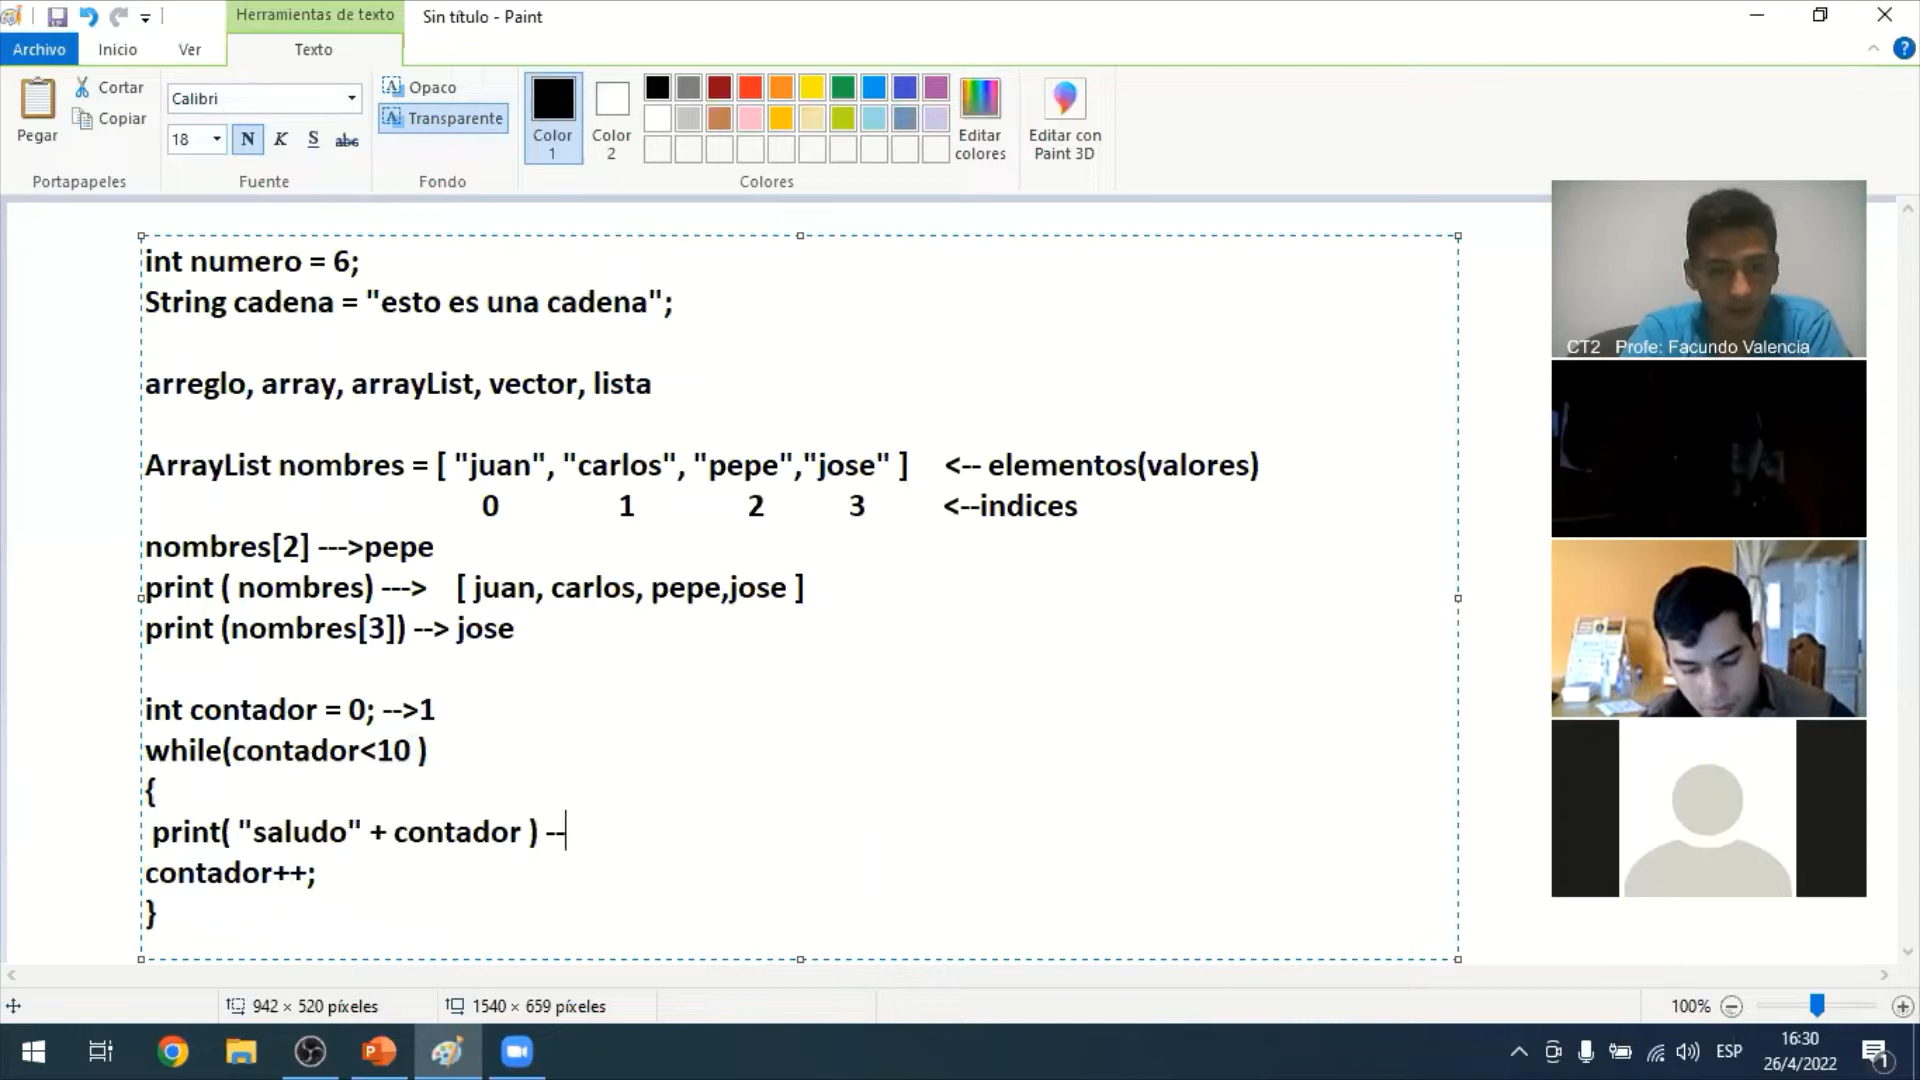 Herramientas de texto
Sin título - Paint
Archivo
Inicio
Ver
Texto
Pegar
Cortar
Copiar
Portapapeles
Calibri
18
N
K
S
abc
Fuente
Opaco
Transparente
Fondo
Color
1
Color
2
Editar
colores
Colores
Editar con
Paint 3D
int numero = 6;
String cadena = "esto es una cadena";
arreglo, array, arrayList, vector, lista
ArrayList nombres = [ "juan", "carlos", "pepe","jose" ] <-- elementos(valores)
0 1 2 3 <--indices
nombres[2] --->pepe
print ( nombres) ---> [ juan, carlos, pepe,jose ]
print (nombres[3]) --> jose
int contador = 0; -->1
while(contador<10 )
{
print( "saludo" + contador ) --
contador++;
}
CT2 Profe: Facundo Valencia
942 × 520 píxeles
1540 × 659 píxeles
100%
ESP
16:30
26/4/2022
1